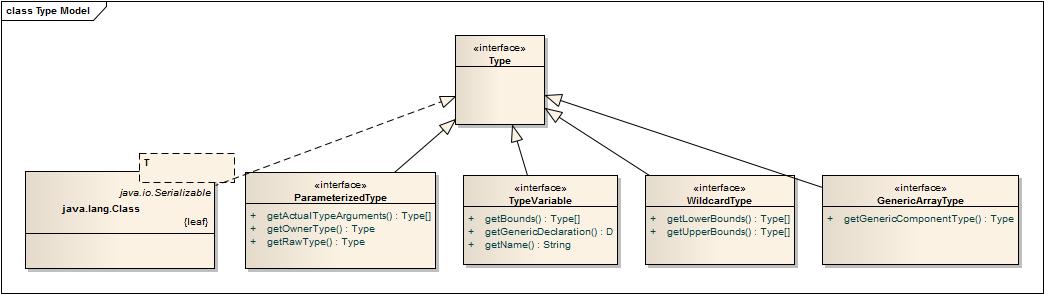 class Type Model
«interface»
Type
T
java.io.Serializable
java.lang.Class
{leaf}
«interface»
ParameterizedType
+ getActualTypeArguments() : Type[]
+ getOwnerType() : Type
+ getRawType() : Type
«interface»
TypeVariable
+ getBounds() : Type[]
+ getGenericDeclaration() : D
+ getName() : String
«interface»
WildcardType
+ getLowerBounds() : Type[]
+ getUpperBounds() : Type[]
«interface»
GenericArrayType
+ getGenericComponentType() : Type